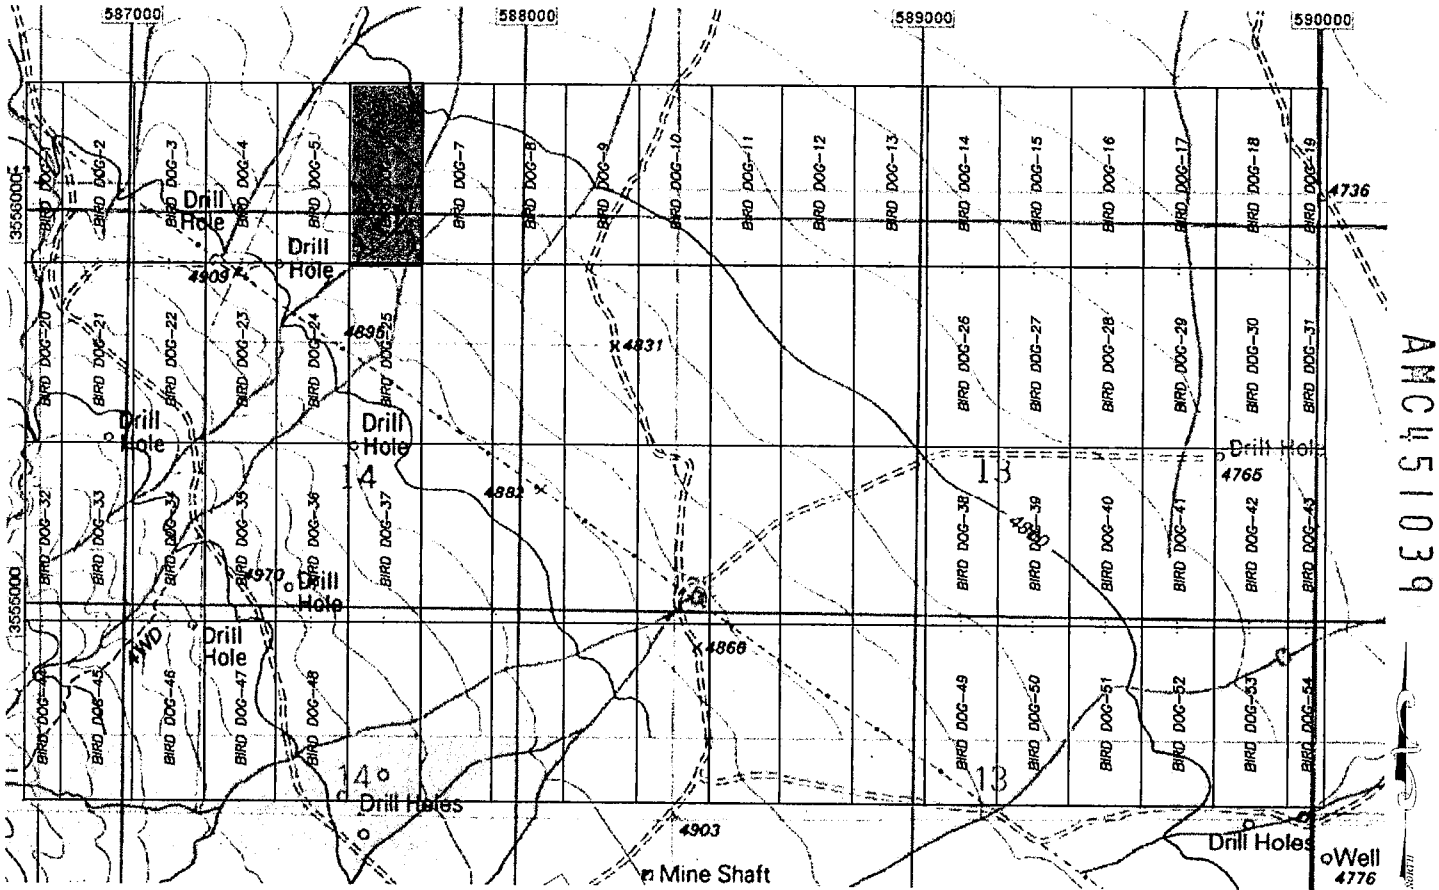 587000
588000
589000
590000
3556000
BIRD DOG-2
BIRD DOG-3
BIRD DOG-4
BIRD DOG-5
BIRD DOG-7
BIRD DOG-8
BIRD DOG-9
BIRD DOG-10
BIRD DOG-11
BIRD DOG-12
BIRD DOG-13
BIRD DOG-14
BIRD DOG-15
BIRD DOG-16
BIRD DOG-17
BIRD DOG-18
BIRD DOG-19
4736
Drill
Hole
Drill
Hole
4909
BIRD DOG-20
BIRD DOG-21
BIRD DOG-22
BIRD DOG-23
BIRD DOG-24
BIRD DOG-25
4895
4831
BIRD DOG-26
BIRD DOG-27
BIRD DOG-28
BIRD DOG-29
BIRD DOG-30
BIRD DOG-31
Drill
Hole
Drill
Hole
Drill Hole
4765
14
13
4882
BIRD DOG-32
BIRD DOG-33
BIRD DOG-34
BIRD DOG-35
BIRD DOG-36
BIRD DOG-37
BIRD DOG-38
BIRD DOG-39
BIRD DOG-40
BIRD DOG-41
BIRD DOG-42
BIRD DOG-43
4970
Drill
Hole
3555000
Drill
Hole
4WD
4866
BIRD DOG-44
BIRD DOG-45
BIRD DOG-46
BIRD DOG-47
BIRD DOG-48
BIRD DOG-49
BIRD DOG-50
BIRD DOG-51
BIRD DOG-52
BIRD DOG-53
BIRD DOG-54
14
13
Drill Holes
4903
Mine Shaft
Drill Holes
Well
4776
AMC451039